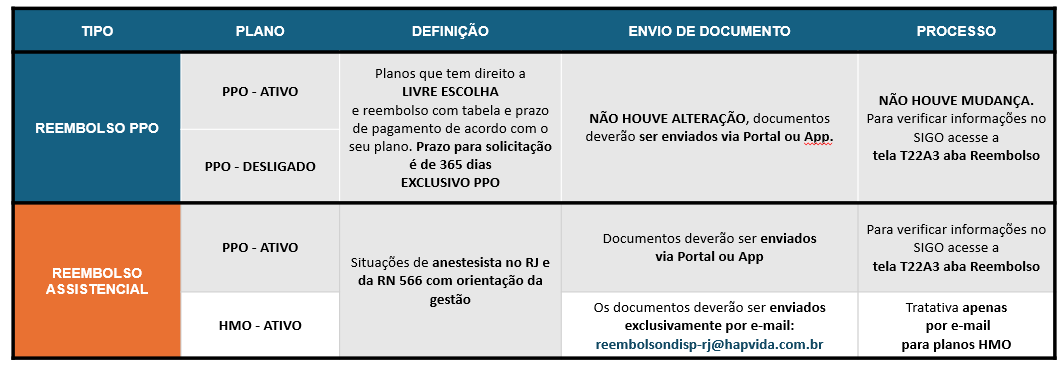 TIPO
PLANO
DEFINIÇÃO
ENVIO DE DOCUMENTO
PROCESSO
REEMBOLSO PPO
PPO - ATIVO
PPO - DESLIGADO
Planos que tem direito a
LIVRE ESCOLHA
e reembolso com tabela e prazo
de pagamento de acordo com o
seu plano. Prazo para solicitação
é de 365 dias
EXCLUSIVO PPO
NÃO HOUVE ALTERAÇÃO, documentos
deverão ser enviados via Portal ou App.
NÃO HOUVE MUDANÇA.
Para verificar informações no
SIGO acesse a
tela T22A3 aba Reembolso
REEMBOLSO
ASSISTENCIAL
PPO - ATIVO
Situações de anestesista no RJ e
da RN 566 com orientação da
gestão
Documentos deverão ser enviados
via Portal ou App
Para verificar informações no
SIGO acesse a
tela T22A3 aba Reembolso
HMO - ATIVO
Os documentos deverão ser enviados
exclusivamente por e-mail:
reembolsondisp-rj@hapvida.com.br
Tratativa apenas
por e-mail
para planos HMO